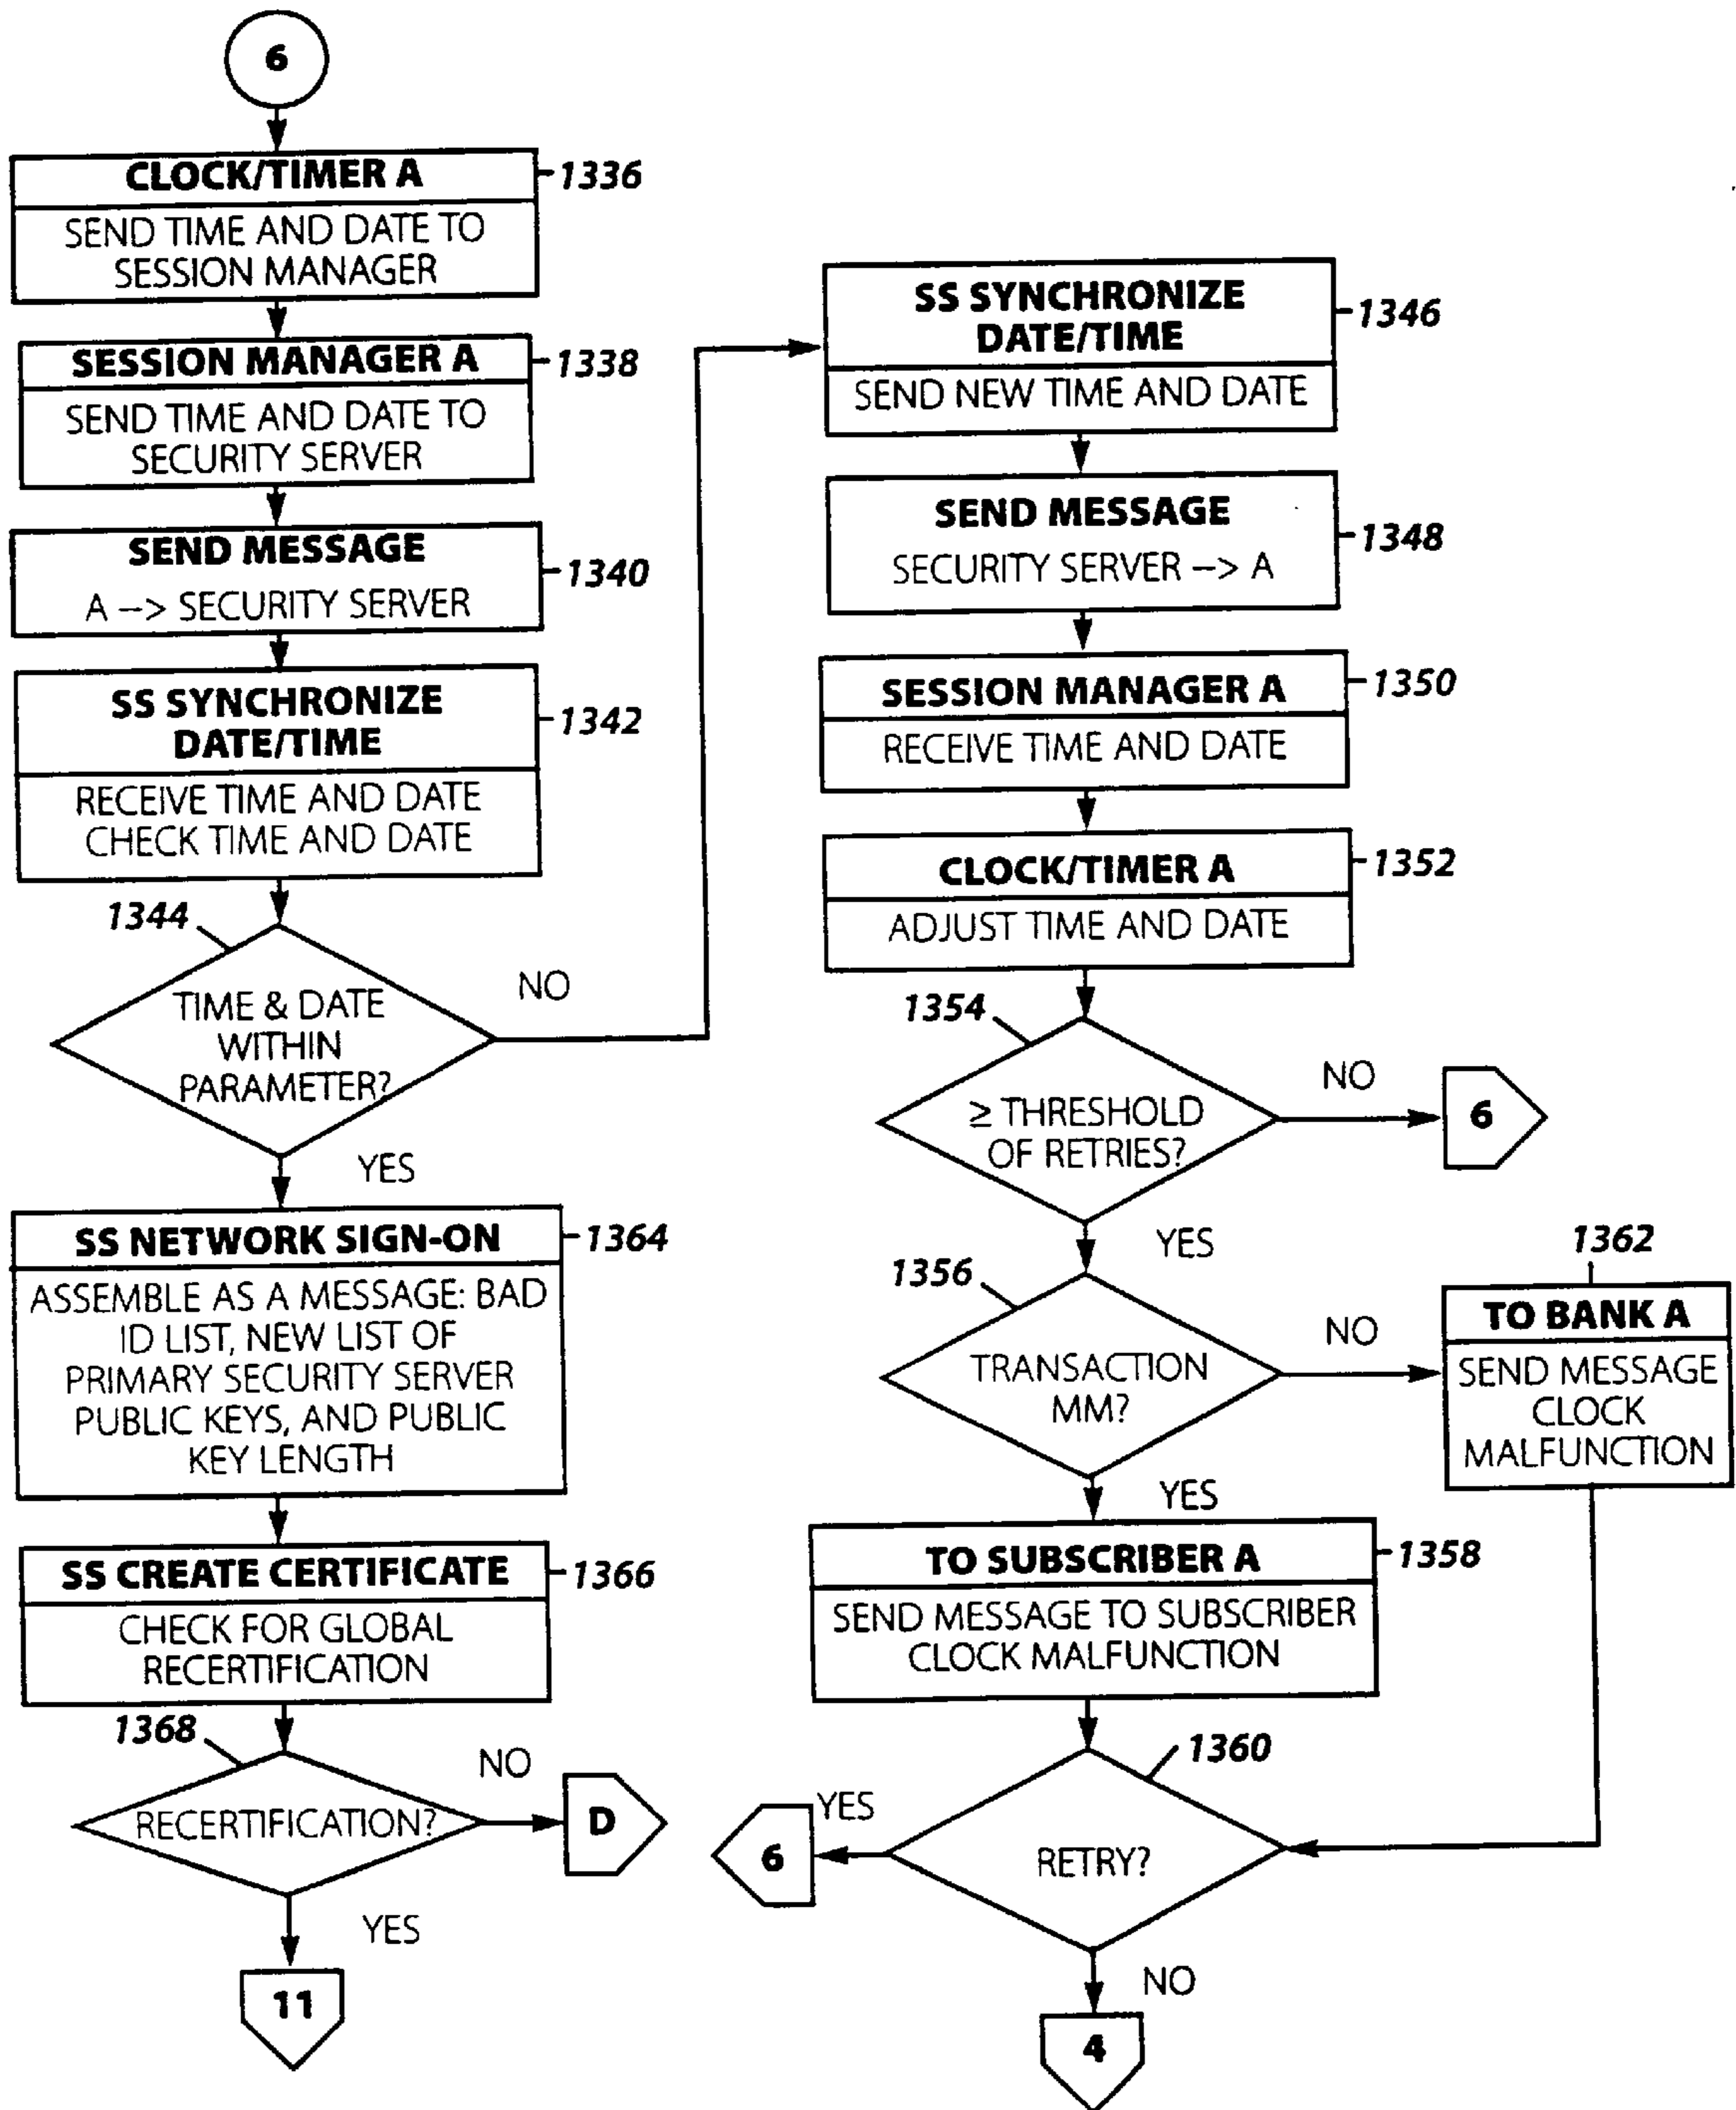 6
CLOCK/TIMER A
1336
SEND TIME AND DATE TO
SESSION MANAGER
SESSION MANAGER A
1338
SEND TIME AND DATE TO
SECURITY SERVER
SEND MESSAGE
1340
A --> SECURITY SERVER
SS SYNCHRONIZE
DATE/TIME
1342
RECEIVE TIME AND DATE
CHECK TIME AND DATE
1344
TIME & DATE
WITHIN
PARAMETER?
NO
YES
SS NETWORK SIGN-ON
1364
ASSEMBLE AS A MESSAGE: BAD
ID LIST, NEW LIST OF
PRIMARY SECURITY SERVER
PUBLIC KEYS, AND PUBLIC
KEY LENGTH
SS CREATE CERTIFICATE
1366
CHECK FOR GLOBAL
RECERTIFICATION
1368
RECERTIFICATION?
NO
D
YES
11
SS SYNCHRONIZE
DATE/TIME
1346
SEND NEW TIME AND DATE
SEND MESSAGE
1348
SECURITY SERVER --> A
SESSION MANAGER A
1350
RECEIVE TIME AND DATE
CLOCK/TIMER A
1352
ADJUST TIME AND DATE
1354
≥ THRESHOLD
OF RETRIES?
NO
6
YES
1356
TRANSACTION
MM?
NO
1362
TO BANK A
SEND MESSAGE
CLOCK
MALFUNCTION
YES
TO SUBSCRIBER A
1358
SEND MESSAGE TO SUBSCRIBER
CLOCK MALFUNCTION
1360
RETRY?
YES
6
NO
4